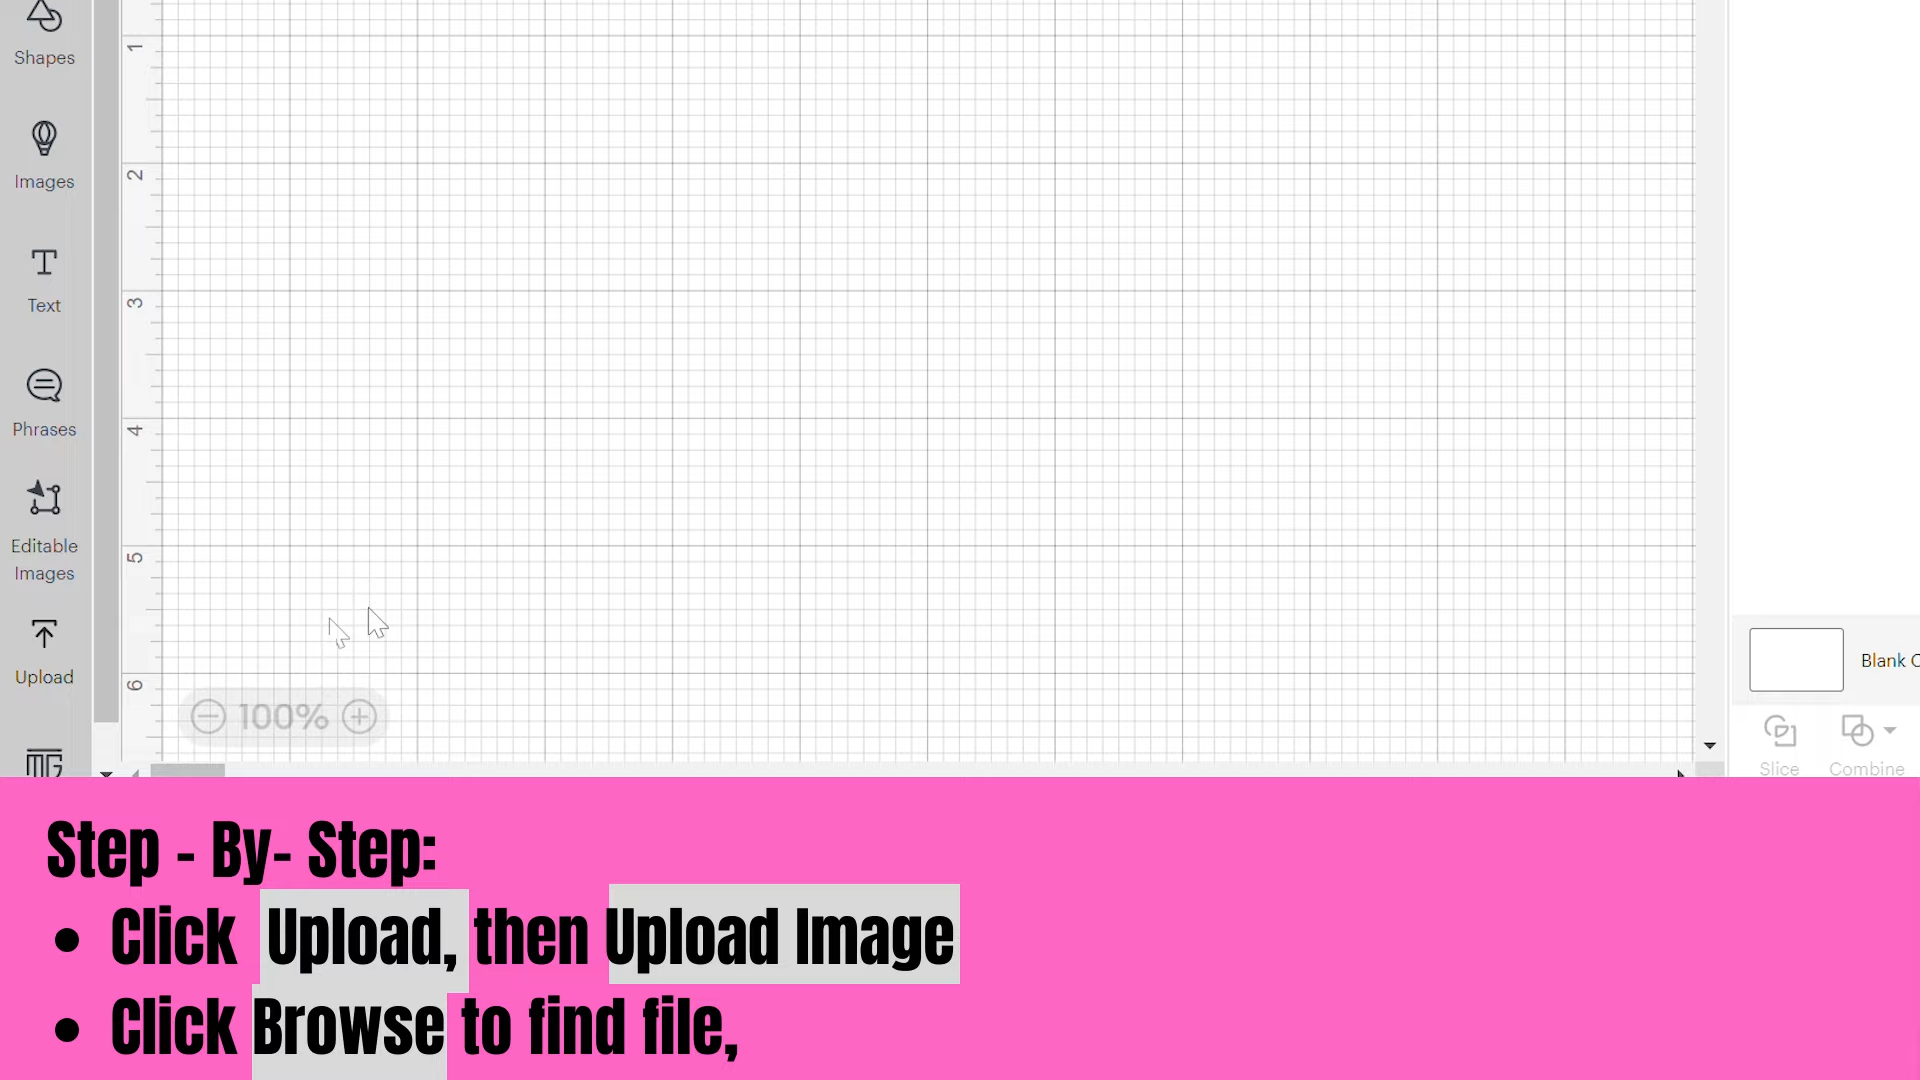 Shapes
Images
Text
Phrases
Editable
Images
Upload
1
2
3
4
5
6
100%
Blank C
Slice
Combine
Step - By- Step:
• Click Upload, then Upload Image
• Click Browse to find file,